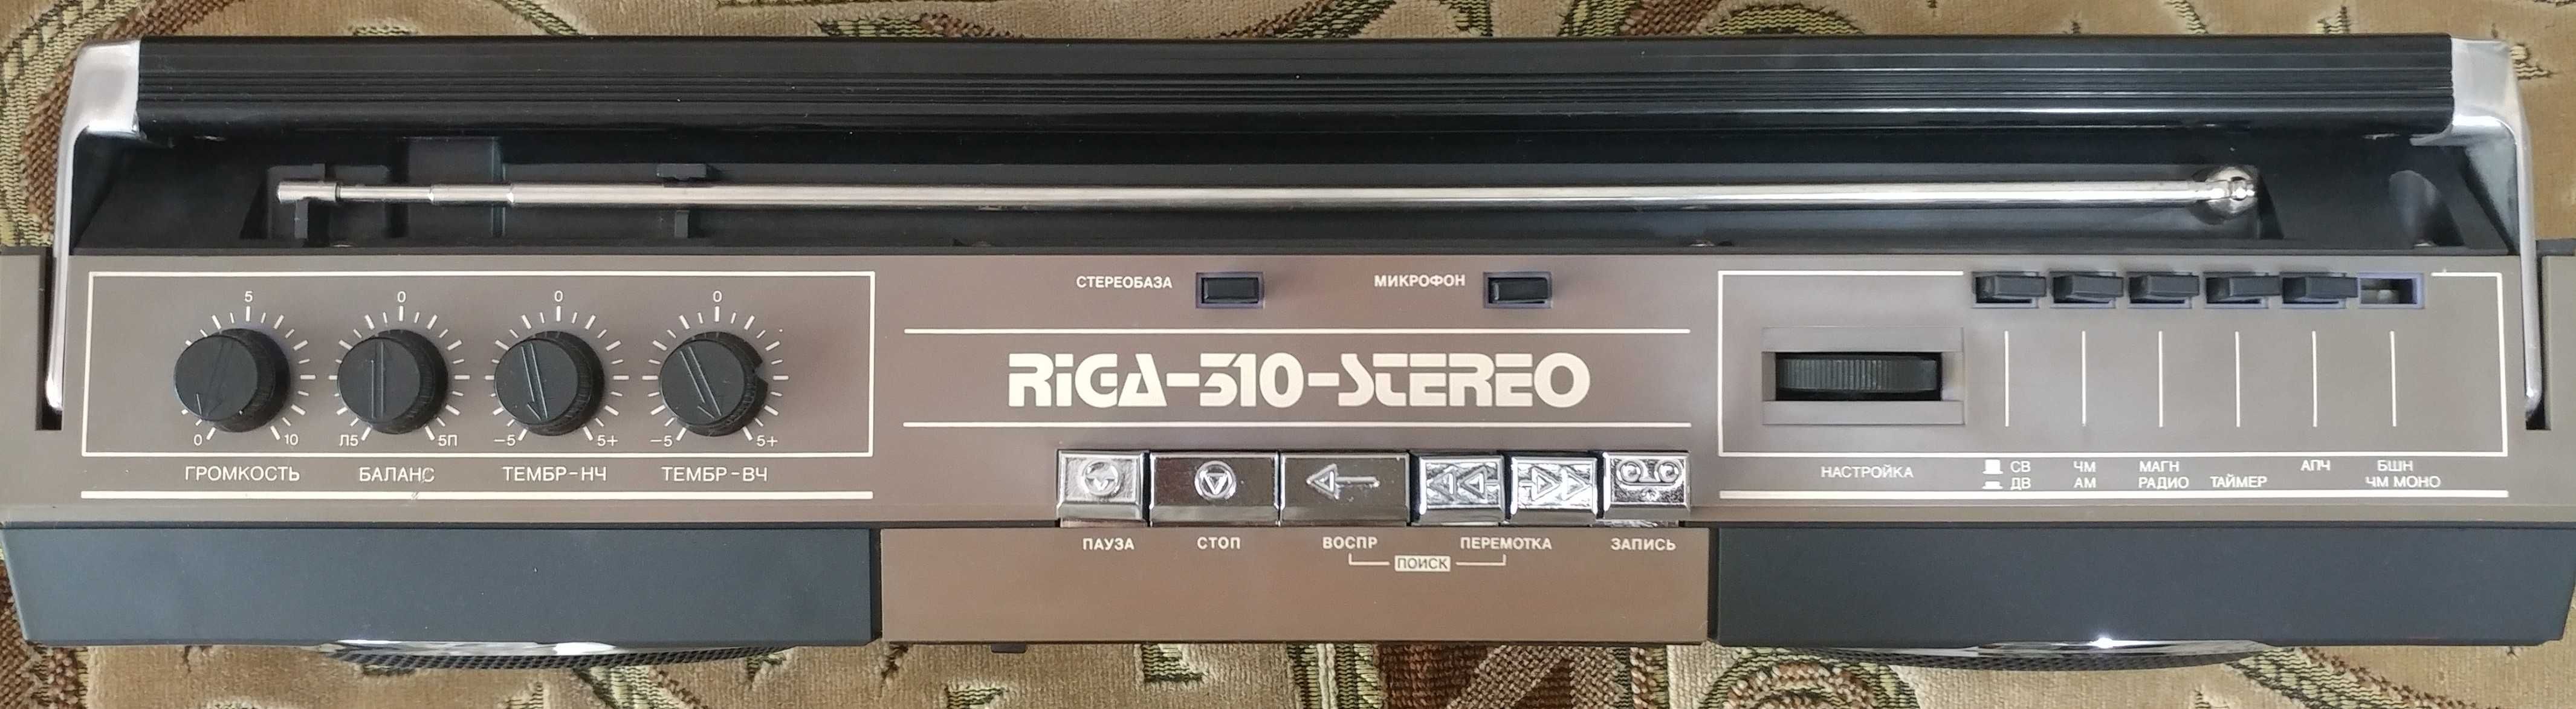 СТЕРЕОБАЗА
МИКРОФОН
5 0 0 0
RIGA-310-STEREO
0 10 Л5 5П -5 5+ -5 5+
ГРОМКОСТЬ БАЛАНС ТЕМБР-НЧ ТЕМБР-ВЧ
НАСТРОЙКА
СВ
ДВ
ЧМ
АМ
МАГН
РАДИО
ТАЙМЕР
АПЧ
БШН
ЧМ МОНО
ПАУЗА СТОП ВОСПР ПЕРЕМОТКА ЗАПИСЬ
ПОИСК